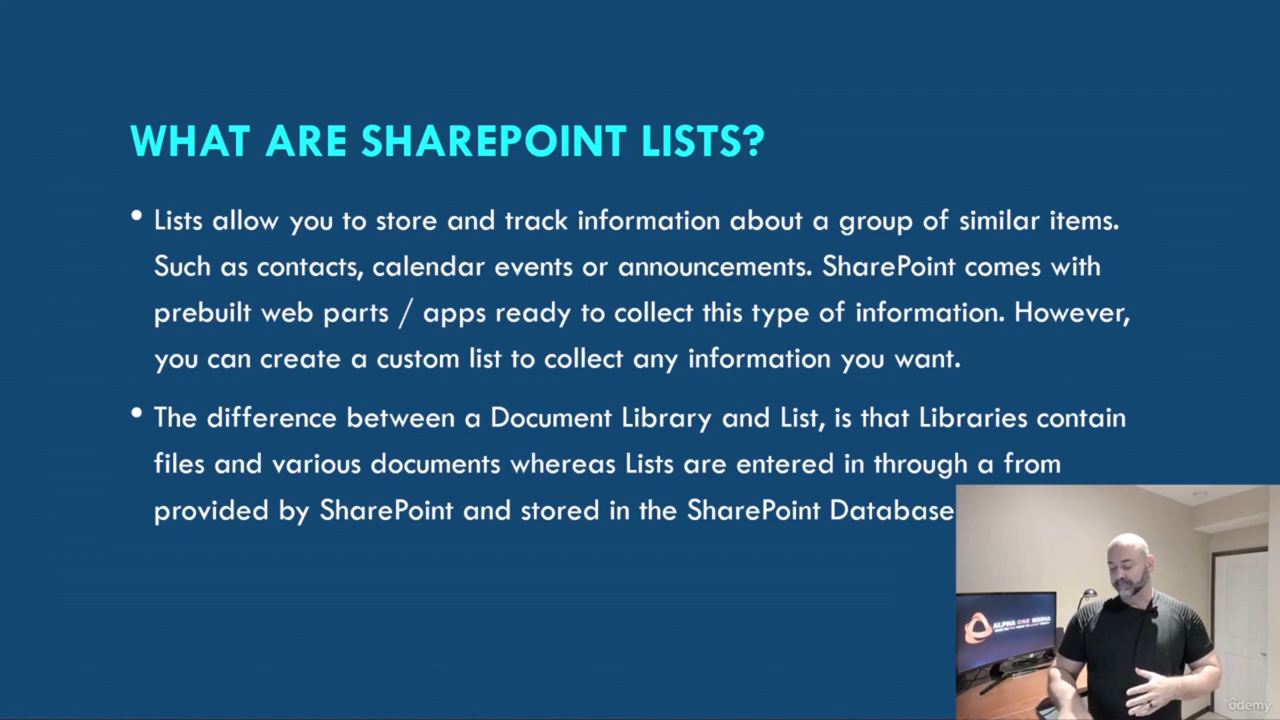 WHAT ARE SHAREPOINT LISTS?
• Lists allow you to store and track information about a group of similar items.
Such as contacts, calendar events or announcements. SharePoint comes with
prebuilt web parts / apps ready to collect this type of information. However,
you can create a custom list to collect any information you want.
• The difference between a Document Library and List, is that Libraries contain
files and various documents whereas Lists are entered in through a from
provided by SharePoint and stored in the SharePoint Database
ALPHA ONE MEDIA
udemy